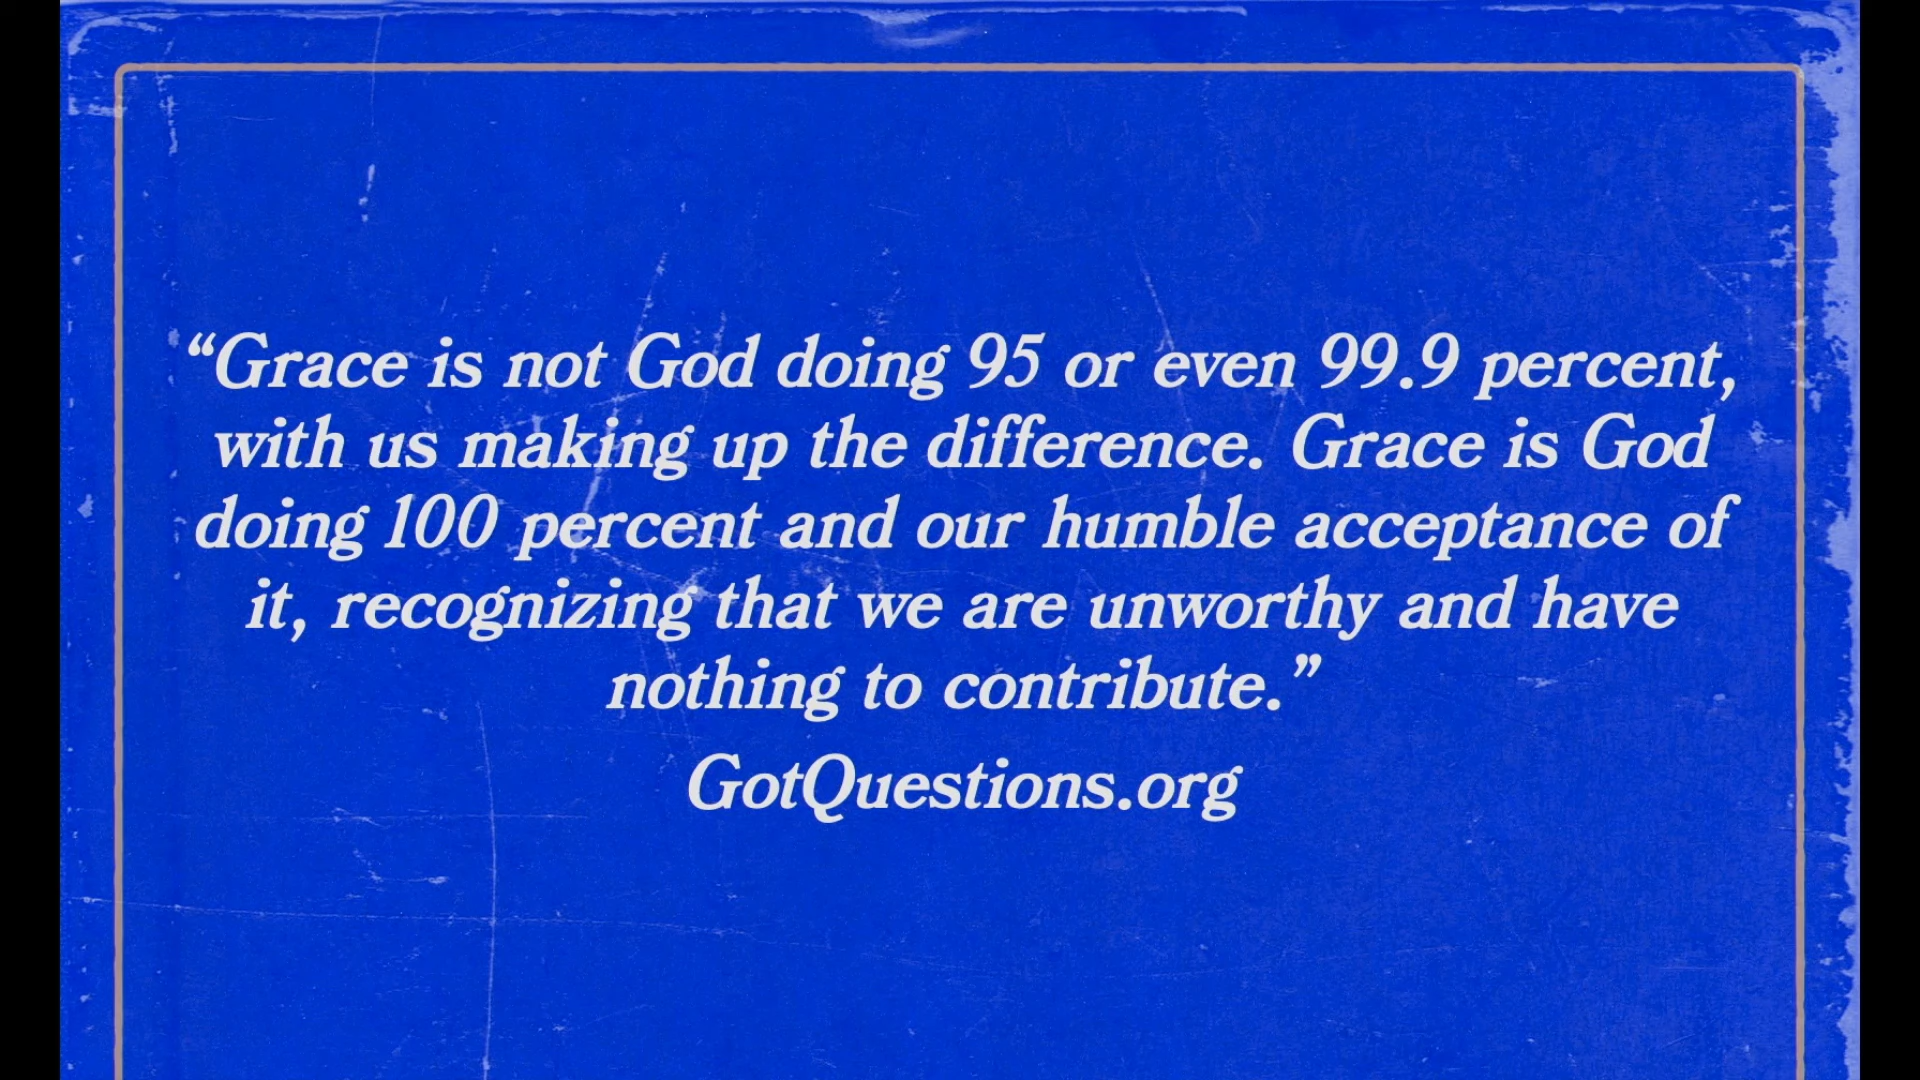 “Grace is not God doing 95 or even 99.9 percent,
with us making up the difference. Grace is God
doing 100 percent and our humble acceptance of
it, recognizing that we are unworthy and have
nothing to contribute.”
GotQuestions.org